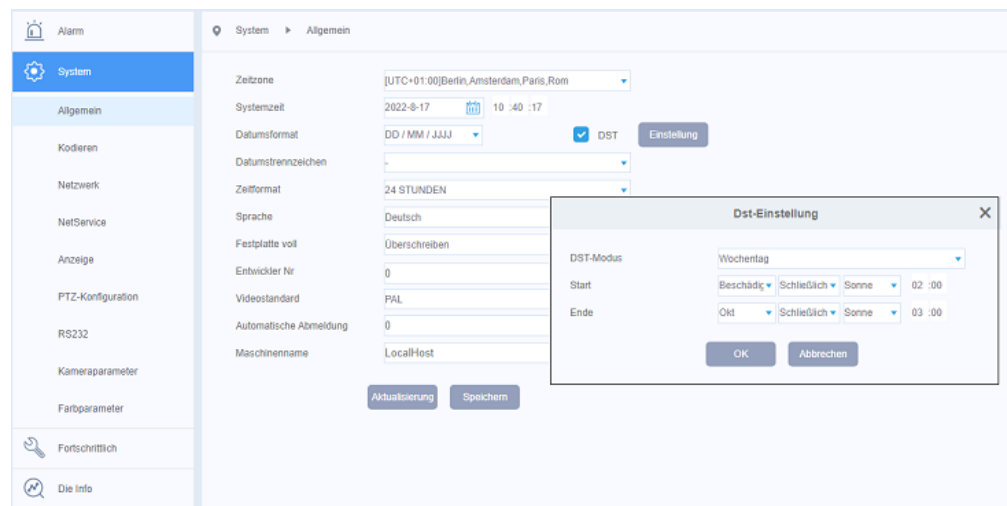 Alarm
System
Allgemein
Kodieren
Netzwerk
NetService
Anzeige
PTZ-Konfiguration
RS232
Kameraparameter
Farbparameter
Fortschrittlich
Die Info
System Allgemein
Zeitzone [UTC+01:00]Berlin,Amsterdam,Paris,Rom
Systemzeit 2022-8-17 10 :40 :17
Datumsformat DD / MM / JJJJ DST Einstellung
Datumstrennzeichen -
Zeitformat 24 STUNDEN
Sprache Deutsch
Festplatte voll Überschreiben
Entwickler Nr 0
Videostandard PAL
Automatische Abmeldung 0
Maschinenname LocalHost
Aktualisierung Speichern
Dst-Einstellung
DST-Modus Wochentag
Start Beschädig Schließlich Sonne 02 :00
Ende Okt Schließlich Sonne 03 :00
OK Abbrechen